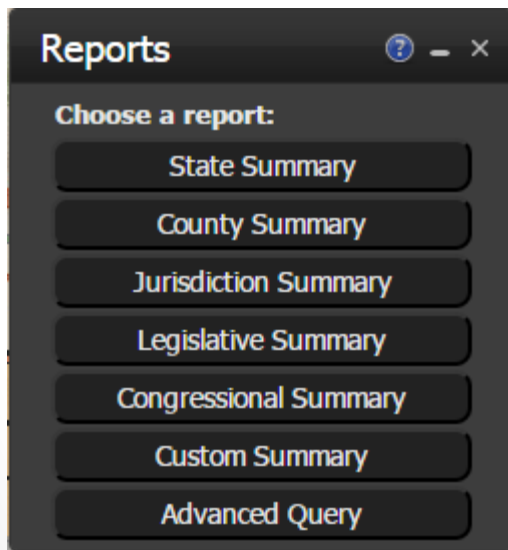 Reports
Choose a report:
State Summary
County Summary
Jurisdiction Summary
Legislative Summary
Congressional Summary
Custom Summary
Advanced Query